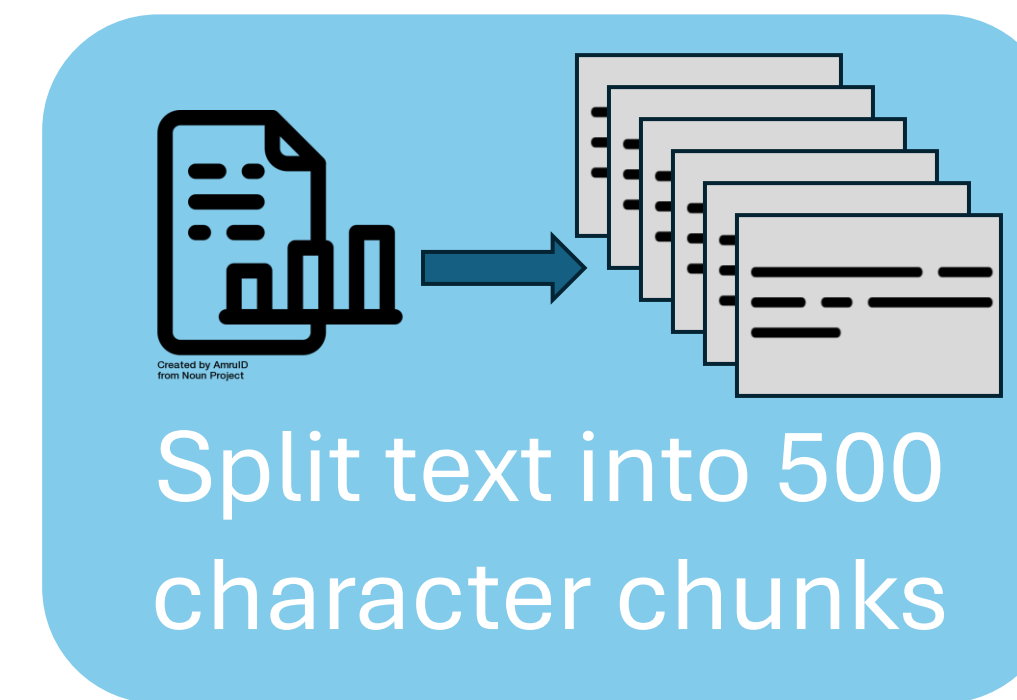 Created by AmruID
from Noun Project
Split text into 500
character chunks